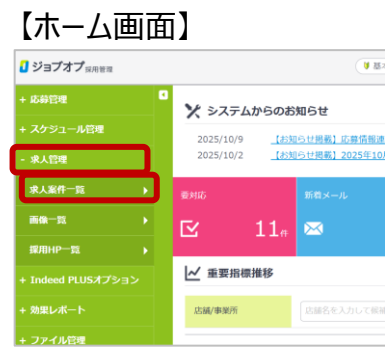 【ホーム画面】
ジョブオプ 採用管理
基本
+ 応募管理
+ スケジュール管理
- 求人管理
求人案件一覧
画像一覧
採用HP一覧
+ Indeed PLUSオプション
+ 効果レポート
+ ファイル管理
システムからのお知らせ
2025/10/9 【お知らせ掲載】応募情報連
2025/10/2 【お知らせ掲載】2025年10月
要対応
11件
新着メール
重要指標推移
店舗/事業所
店舗名を入力して候補